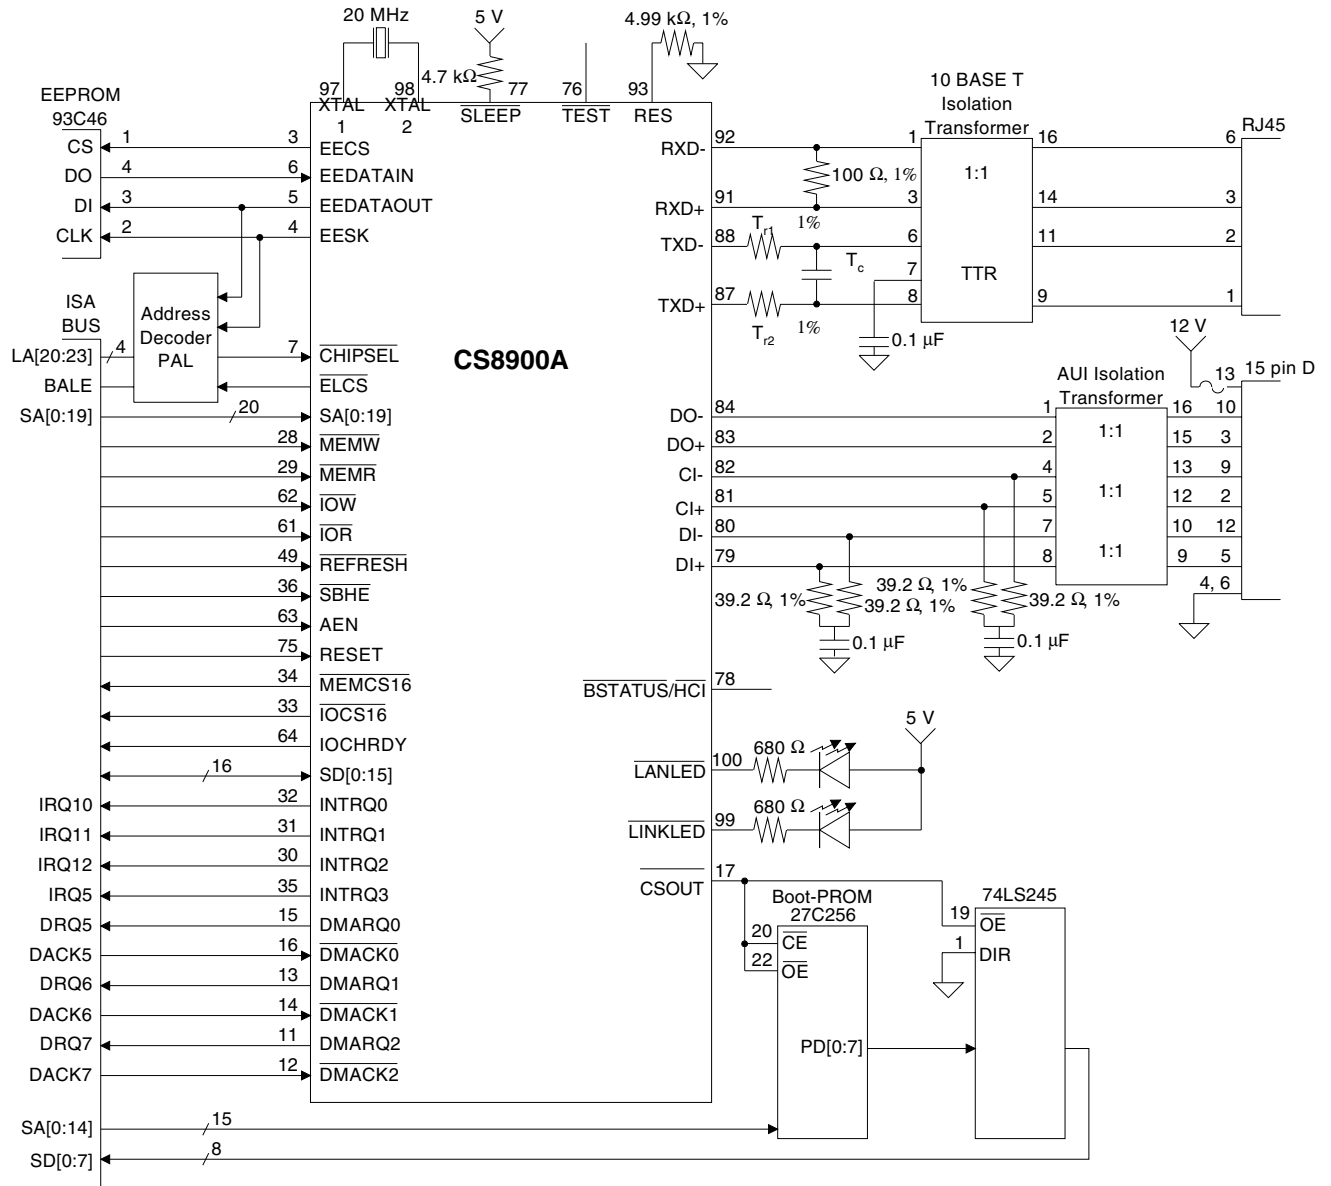 20 MHz
5 V
4.99 kΩ, 1%
4.7 kΩ
97
98
77
76
93
XTAL 1
XTAL 2
SLEEP
TEST
RES
EEPROM
93C46
CS 1 3 EECS
DO 4 6 EEDATAIN
DI 3 5 EEDATAOUT
CLK 2 4 EESK
ISA
BUS
Address
Decoder
PAL
LA[20:23] 4 7 CHIPSEL
BALE ELCS
SA[0:19] 20 SA[0:19]
28 MEMW
29 MEMR
62 IOW
61 IOR
49 REFRESH
36 SBHE
63 AEN
75 RESET
34 MEMCS16
33 IOCS16
64 IOCHRDY
16 SD[0:15]
IRQ10 32 INTRQ0
IRQ11 31 INTRQ1
IRQ12 30 INTRQ2
IRQ5 35 INTRQ3
DRQ5 15 DMARQ0
DACK5 16 DMACK0
DRQ6 13 DMARQ1
DACK6 14 DMACK1
DRQ7 11 DMARQ2
DACK7 12 DMACK2
SA[0:14] 15
SD[0:7] 8
CS8900A
10 BASE T
Isolation
Transformer
RJ45
RXD- 92 1 16 6
100 Ω, 1%
1:1
RXD+ 91 3 14 3
Tr1 1%
TXD- 88 6 11 2
Tc
7
TTR
TXD+ 87 8 9 1
Tr2 1%
0.1 µF
12 V
AUI Isolation
Transformer
13 15 pin D
DO- 84 1 16 10
1:1
DO+ 83 2 15 3
CI- 82 4 13 9
1:1
CI+ 81 5 12 2
DI- 80 7 10 12
1:1
DI+ 79 8 9 5
4, 6
39.2 Ω, 1%
39.2 Ω, 1%
39.2 Ω, 1%
39.2 Ω, 1%
0.1 µF
0.1 µF
BSTATUS/HCI 78
5 V
LANLED 100 680 Ω
LINKLED 99 680 Ω
CSOUT 17
Boot-PROM
27C256
20 CE
22 OE
PD[0:7]
74LS245
19 OE
1 DIR